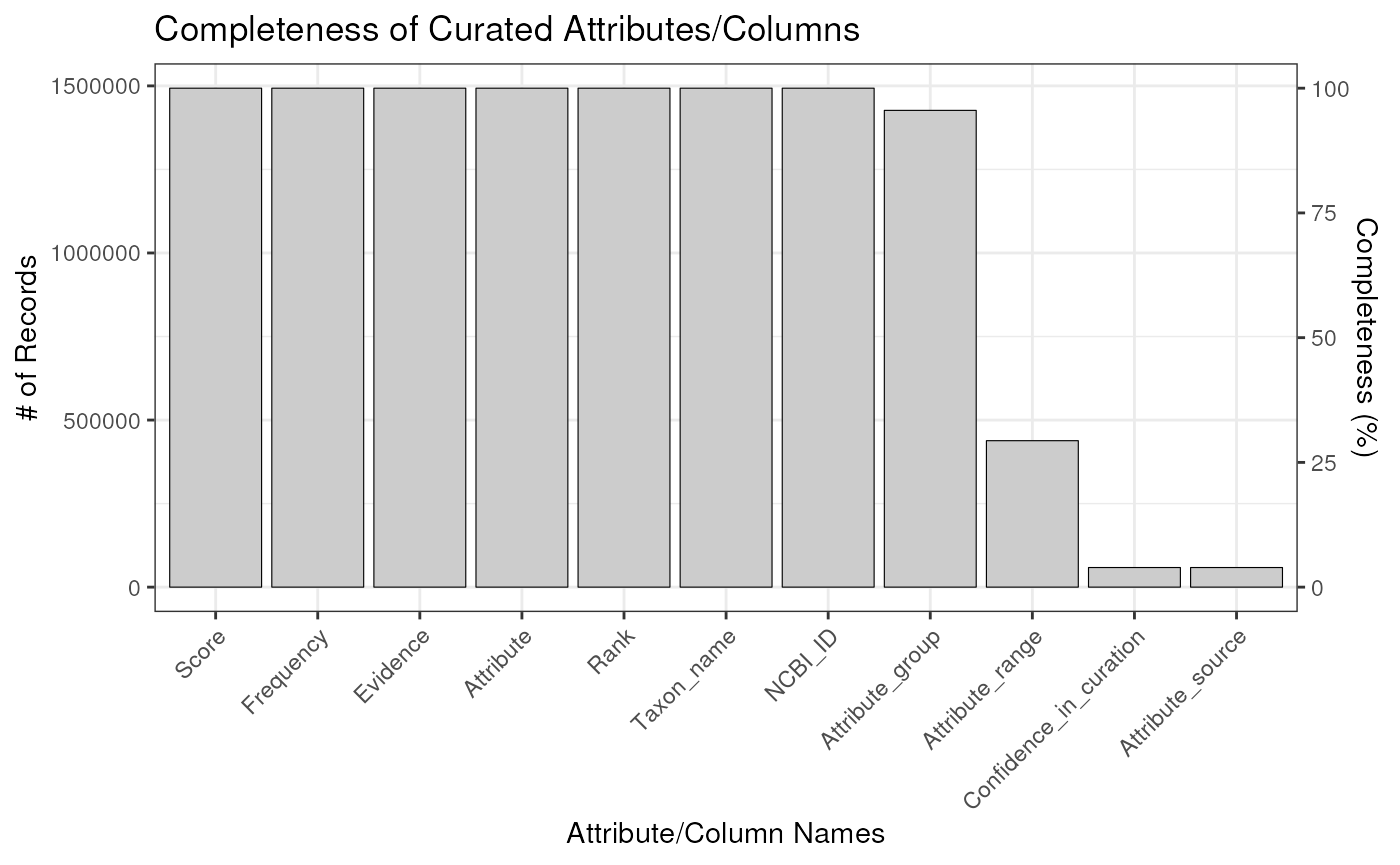 Completeness of Curated Attributes/Columns
# of Records
1500000
1000000
500000
0
100
75
50
25
0
Completeness (%)
Score
Frequency
Evidence
Attribute
Rank
Taxon_name
NCBI_ID
Attribute_group
Attribute_range
Confidence_in_curation
Attribute_source
Attribute/Column Names